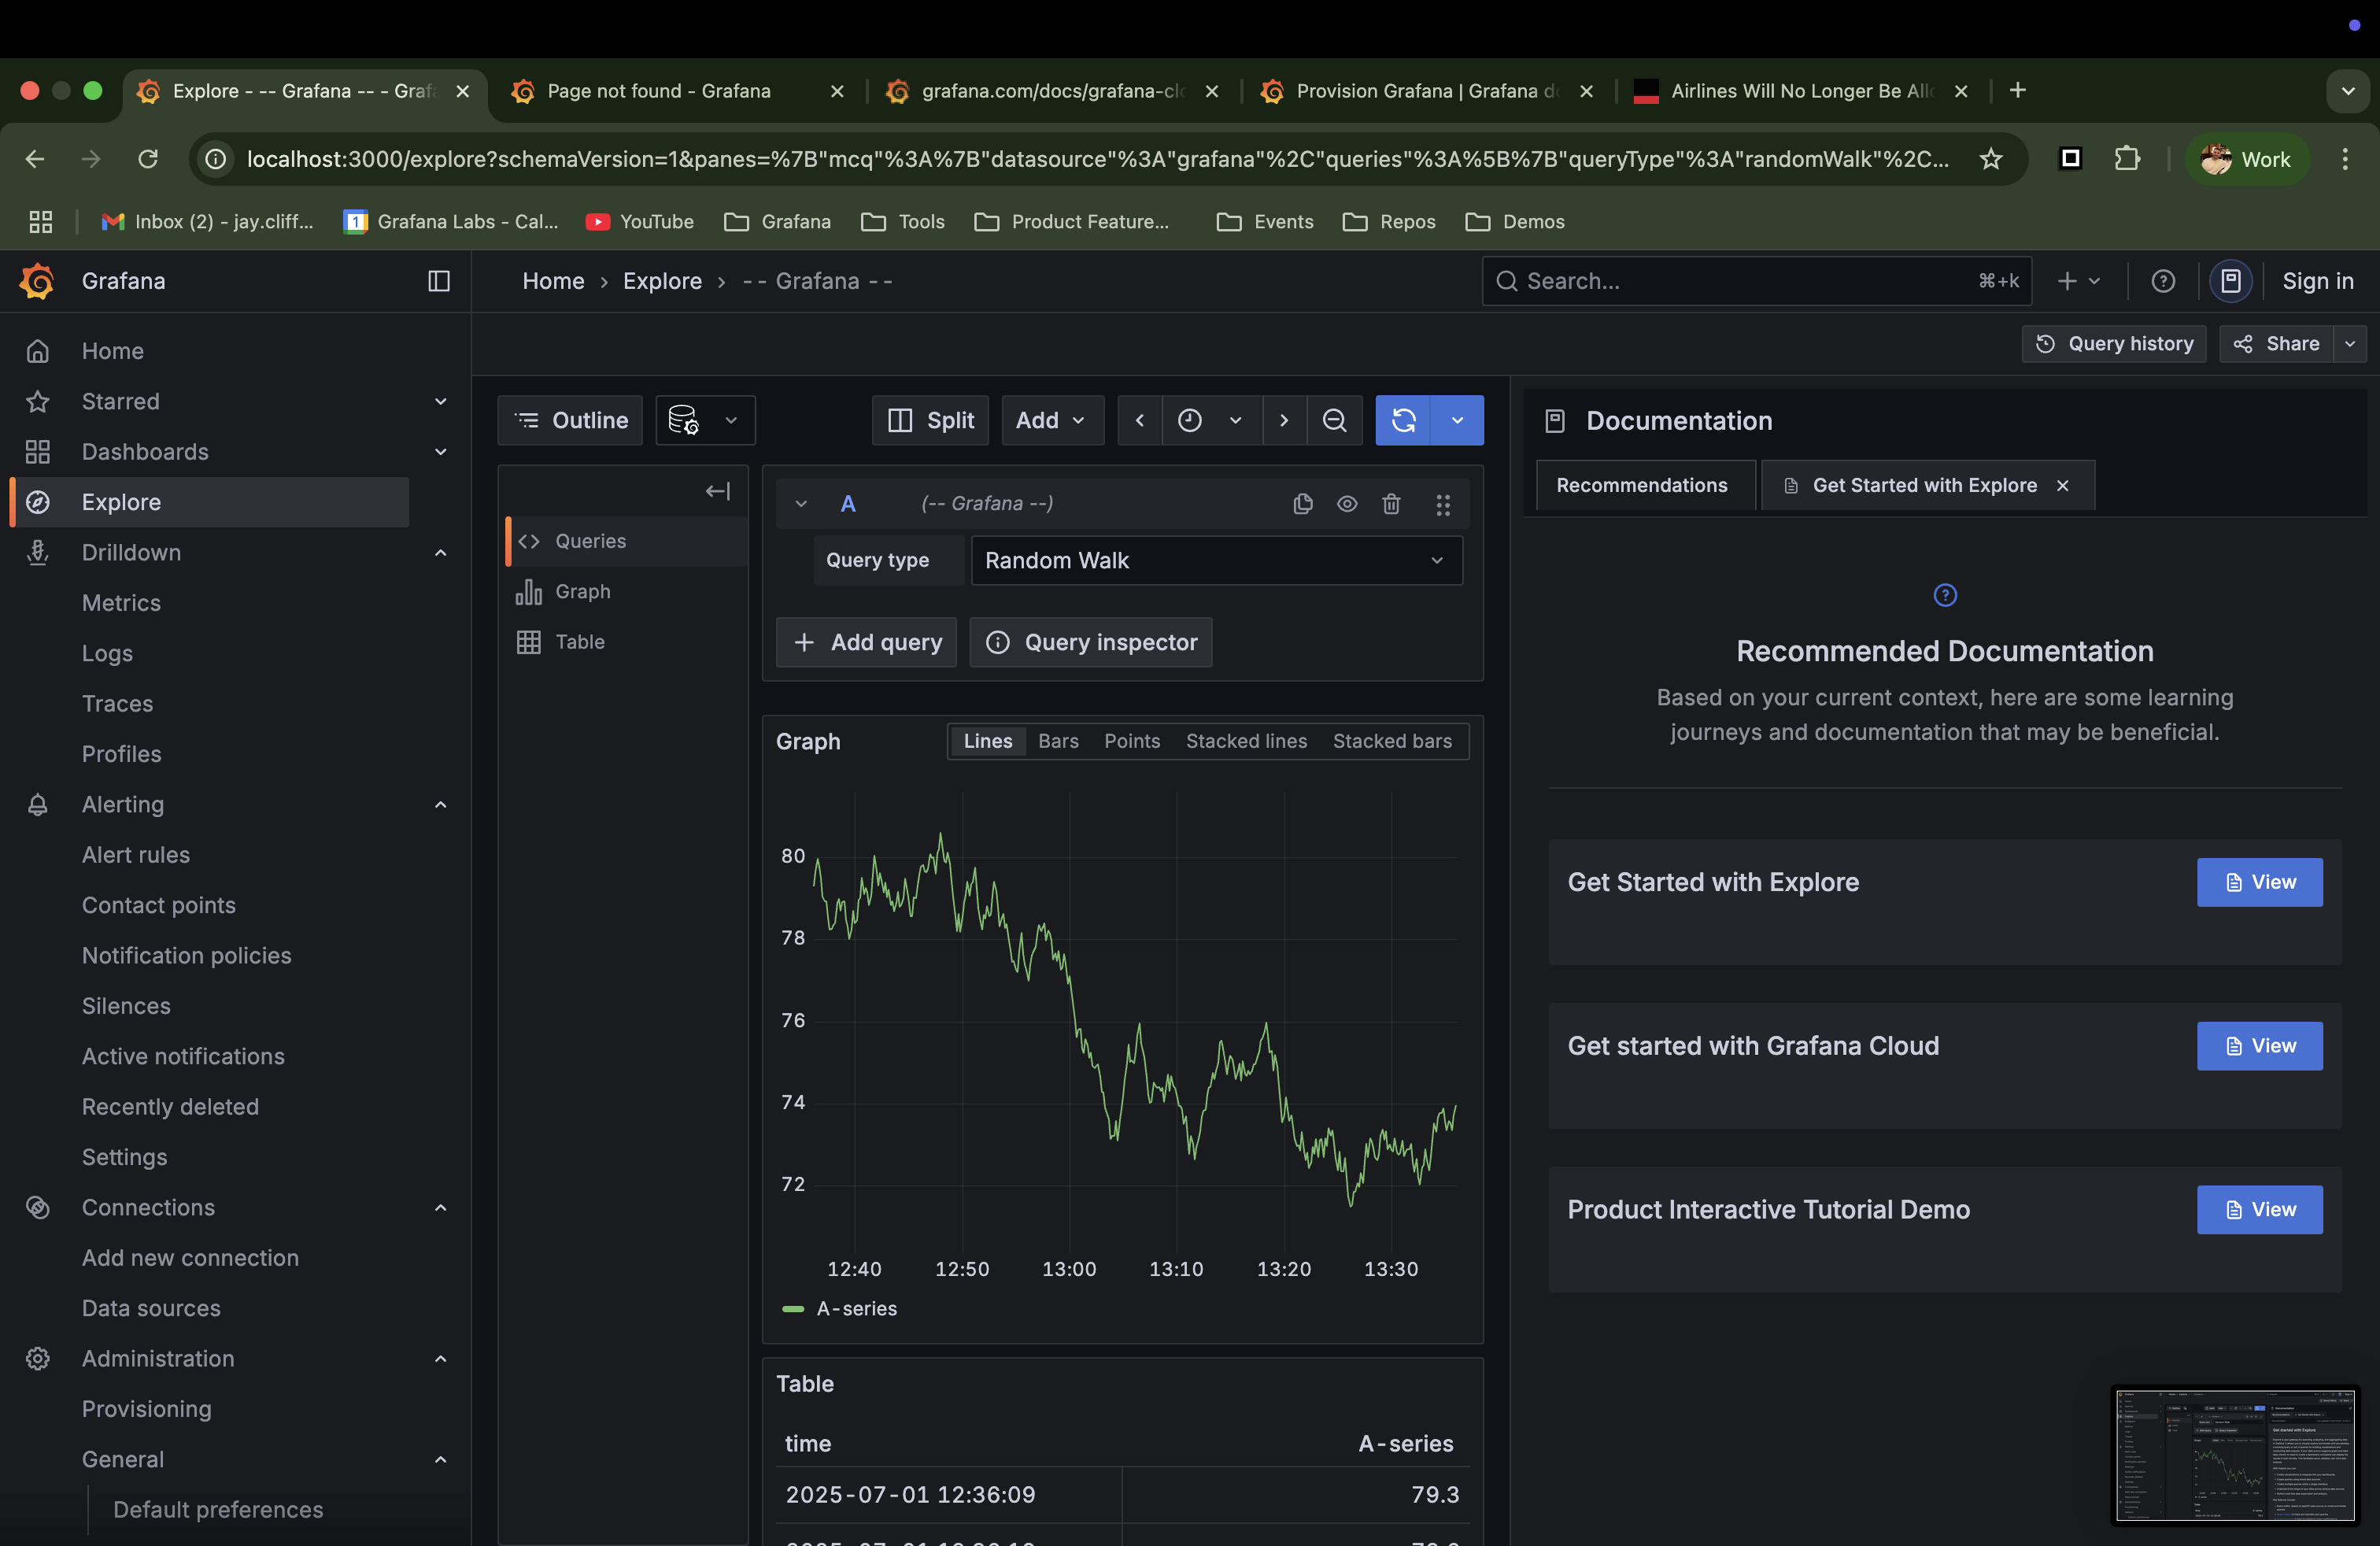 Explore - -- Grafana -- - Graf
Page not found - Grafana
grafana.com/docs/grafana-clo
Provision Grafana | Grafana do
Airlines Will No Longer Be Allo
localhost:3000/explore?schemaVersion=1&panes=%7B"mcq"%3A%7B"datasource"%3A"grafana"%2C"queries"%3A%5B%7B"queryType"%3A"randomWalk"%2C...
Work
Inbox (2) - jay.cliff...
1
Grafana Labs - Cal...
YouTube
Grafana
Tools
Product Feature...
Events
Repos
Demos
Grafana
Home › Explore › -- Grafana --
Search...
⌘+k
Sign in
Query history
Share
Home
Starred
Dashboards
Explore
Drilldown
Metrics
Logs
Traces
Profiles
Alerting
Alert rules
Contact points
Notification policies
Silences
Active notifications
Recently deleted
Settings
Connections
Add new connection
Data sources
Administration
Provisioning
General
Default preferences
Outline
Split
Add
Queries
Graph
Table
A
(-- Grafana --)
Query type
Random Walk
+ Add query
Query inspector
Graph
Lines
Bars
Points
Stacked lines
Stacked bars
80
78
76
74
72
12:40
12:50
13:00
13:10
13:20
13:30
A-series
Table
time
A-series
2025-07-01 12:36:09
79.3
Documentation
Recommendations
Get Started with Explore
Recommended Documentation
Based on your current context, here are some learning
journeys and documentation that may be beneficial.
Get Started with Explore
View
Get started with Grafana Cloud
View
Product Interactive Tutorial Demo
View